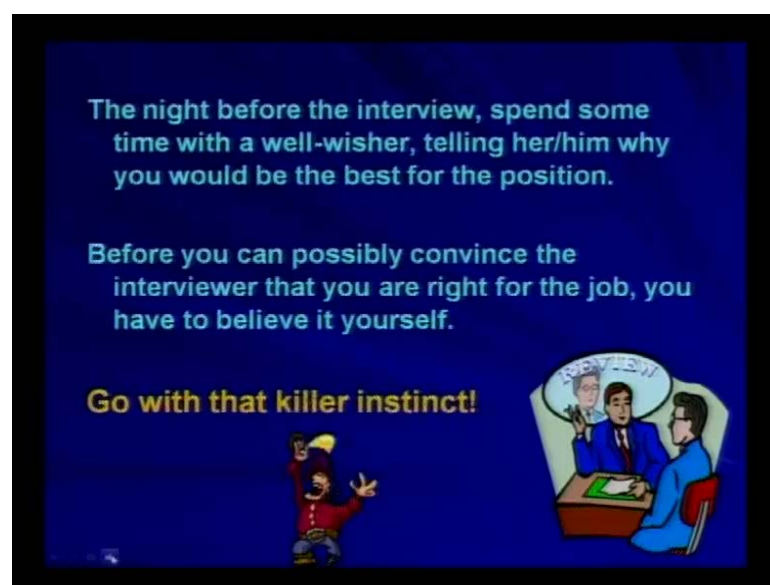 The night before the interview, spend some
time with a well-wisher, telling her/him why
you would be the best for the position.
Before you can possibly convince the
interviewer that you are right for the job, you
have to believe it yourself.
Go with that killer instinct!
REVIEW